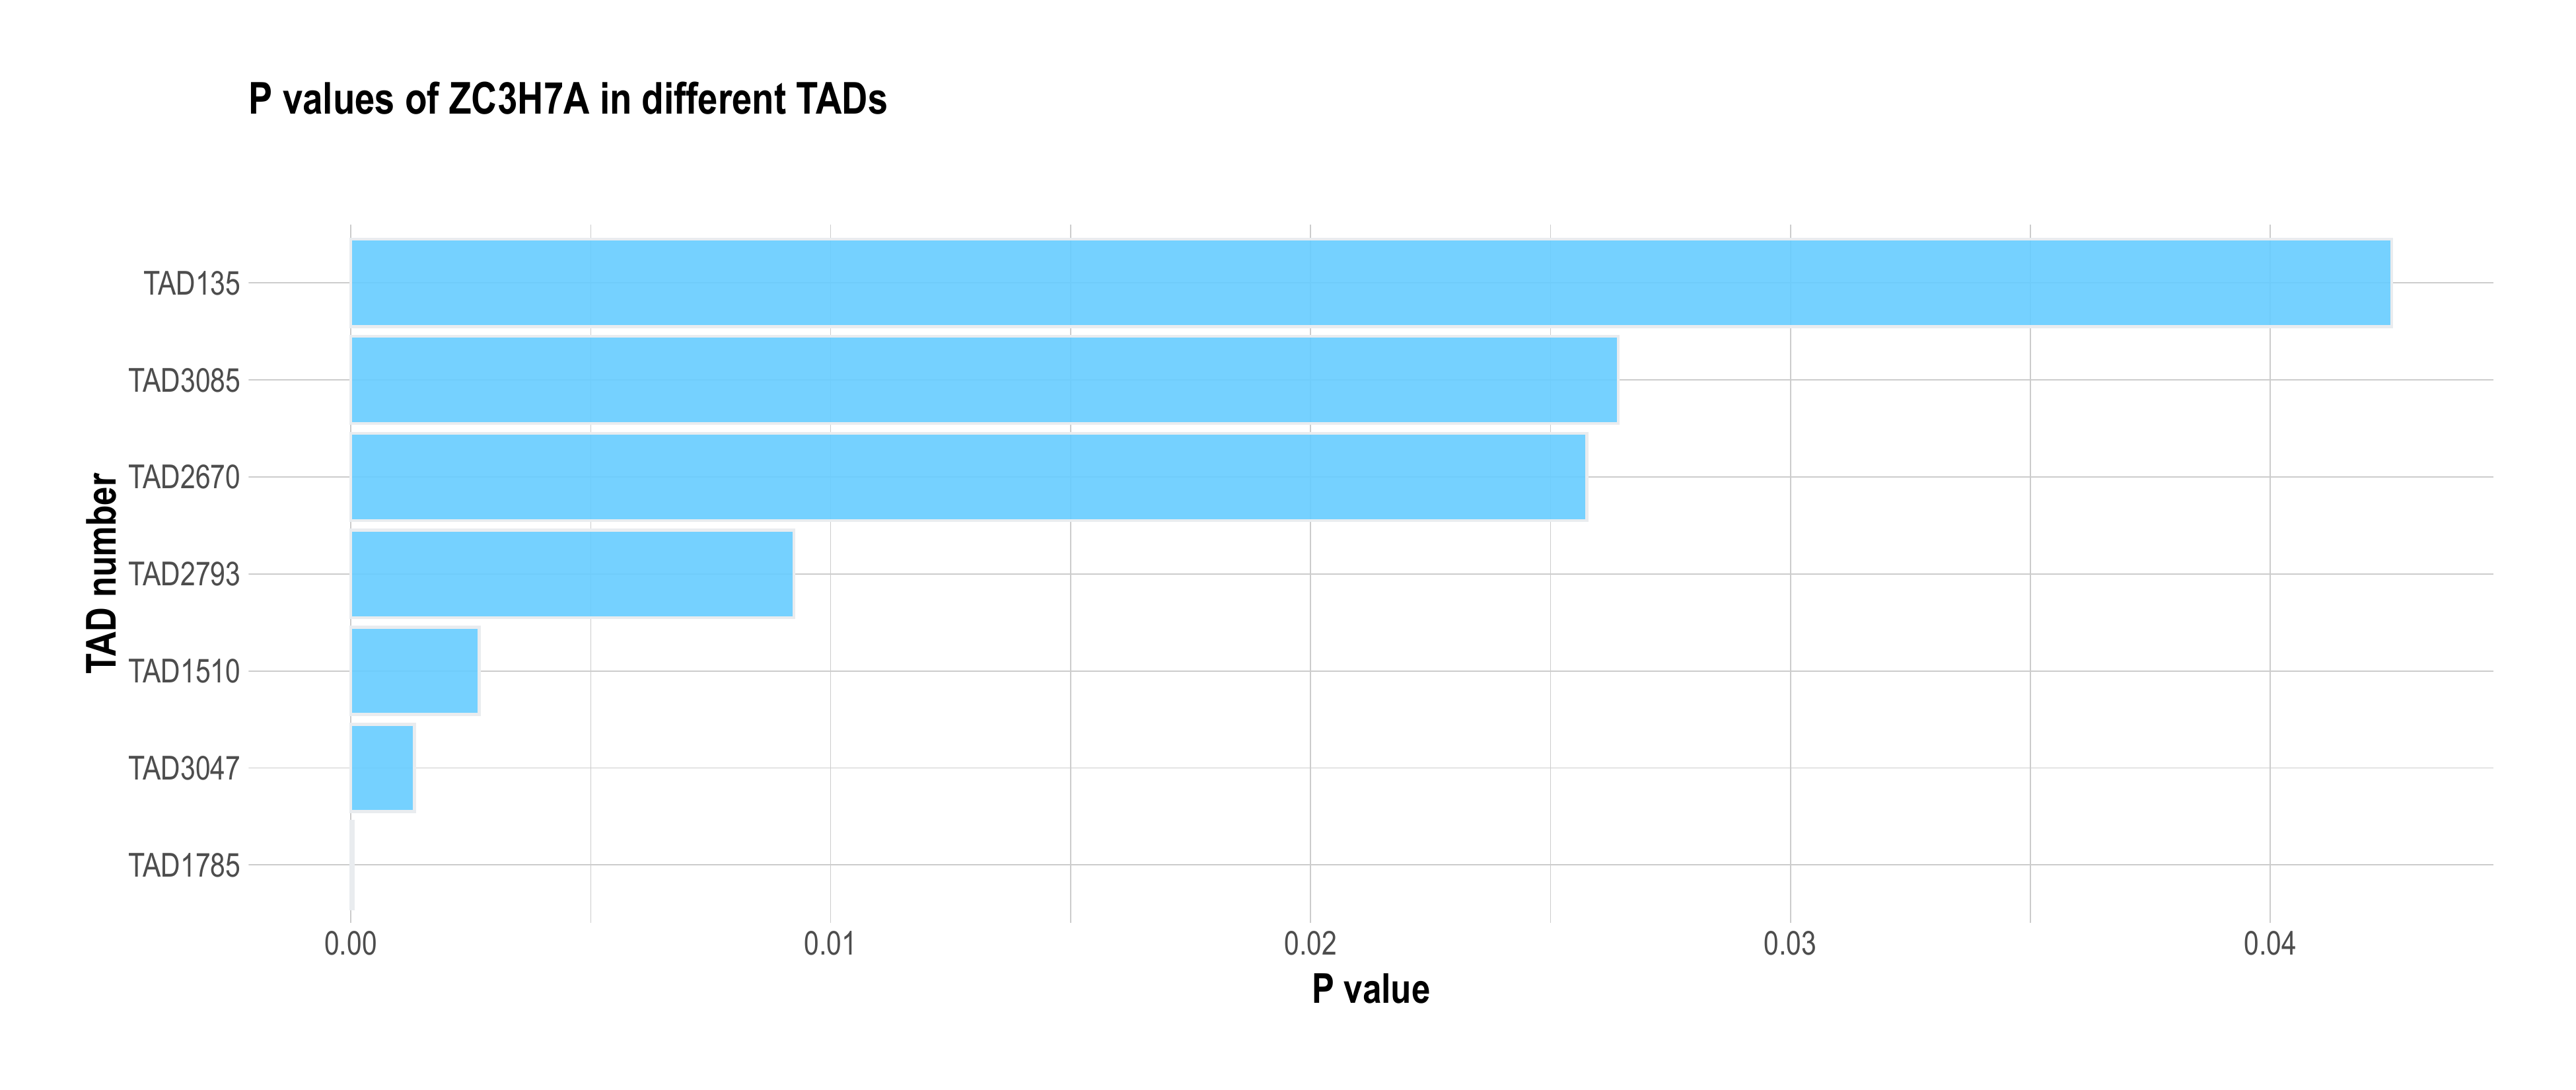 P values of ZC3H7A in different TADs
TAD number
TAD135
TAD3085
TAD2670
TAD2793
TAD1510
TAD3047
TAD1785
0.00 0.01 0.02 0.03 0.04
P value